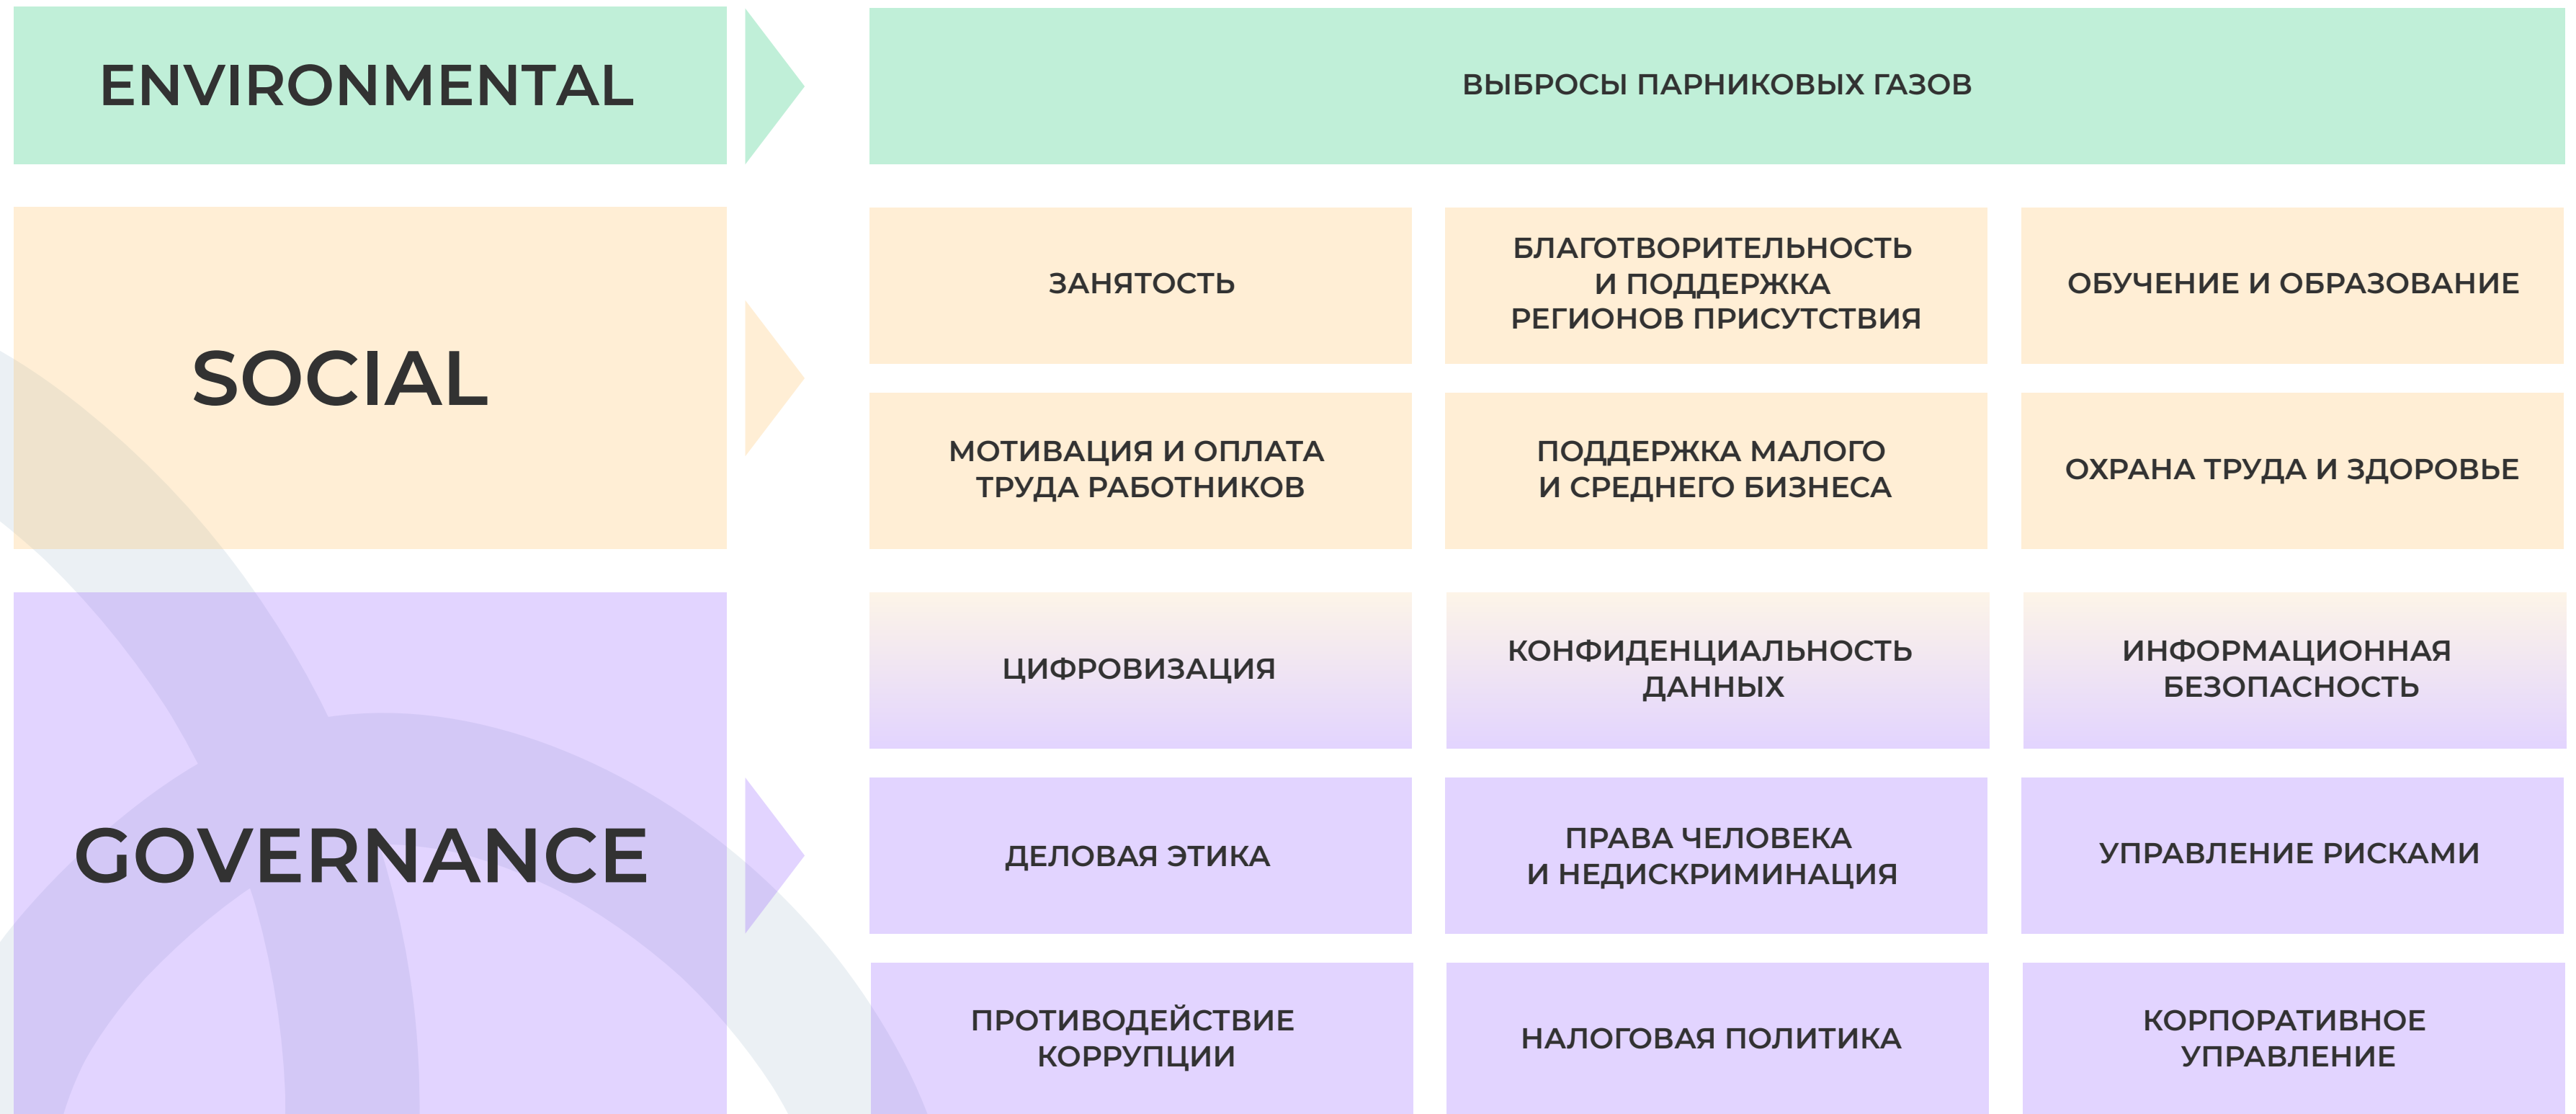 ENVIRONMENTAL
ВЫБРОСЫ ПАРНИКОВЫХ ГАЗОВ
SOCIAL
ЗАНЯТОСТЬ
БЛАГОТВОРИТЕЛЬНОСТЬ
И ПОДДЕРЖКА
РЕГИОНОВ ПРИСУТСТВИЯ
ОБУЧЕНИЕ И ОБРАЗОВАНИЕ
МОТИВАЦИЯ И ОПЛАТА
ТРУДА РАБОТНИКОВ
ПОДДЕРЖКА МАЛОГО
И СРЕДНЕГО БИЗНЕСА
ОХРАНА ТРУДА И ЗДОРОВЬЕ
GOVERNANCE
ЦИФРОВИЗАЦИЯ
КОНФИДЕНЦИАЛЬНОСТЬ
ДАННЫХ
ИНФОРМАЦИОННАЯ
БЕЗОПАСНОСТЬ
ДЕЛОВАЯ ЭТИКА
ПРАВА ЧЕЛОВЕКА
И НЕДИСКРИМИНАЦИЯ
УПРАВЛЕНИЕ РИСКАМИ
ПРОТИВОДЕЙСТВИЕ
КОРРУПЦИИ
НАЛОГОВАЯ ПОЛИТИКА
КОРПОРАТИВНОЕ
УПРАВЛЕНИЕ